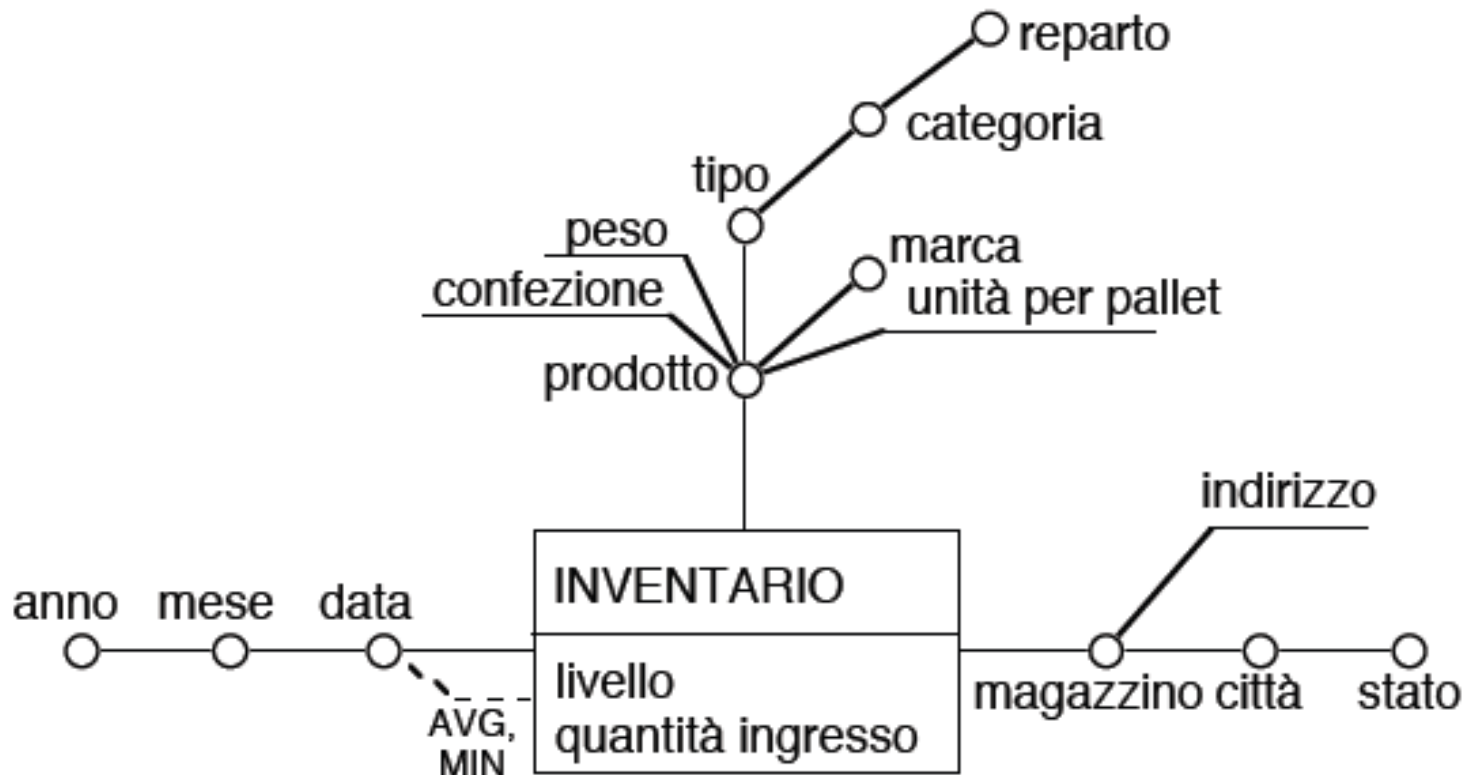 reparto
categoria
tipo
peso
marca
confezione
unità per pallet
prodotto
indirizzo
INVENTARIO
anno
mese
data
livello
magazzino
città
stato
AVG,
quantità ingresso
MIN